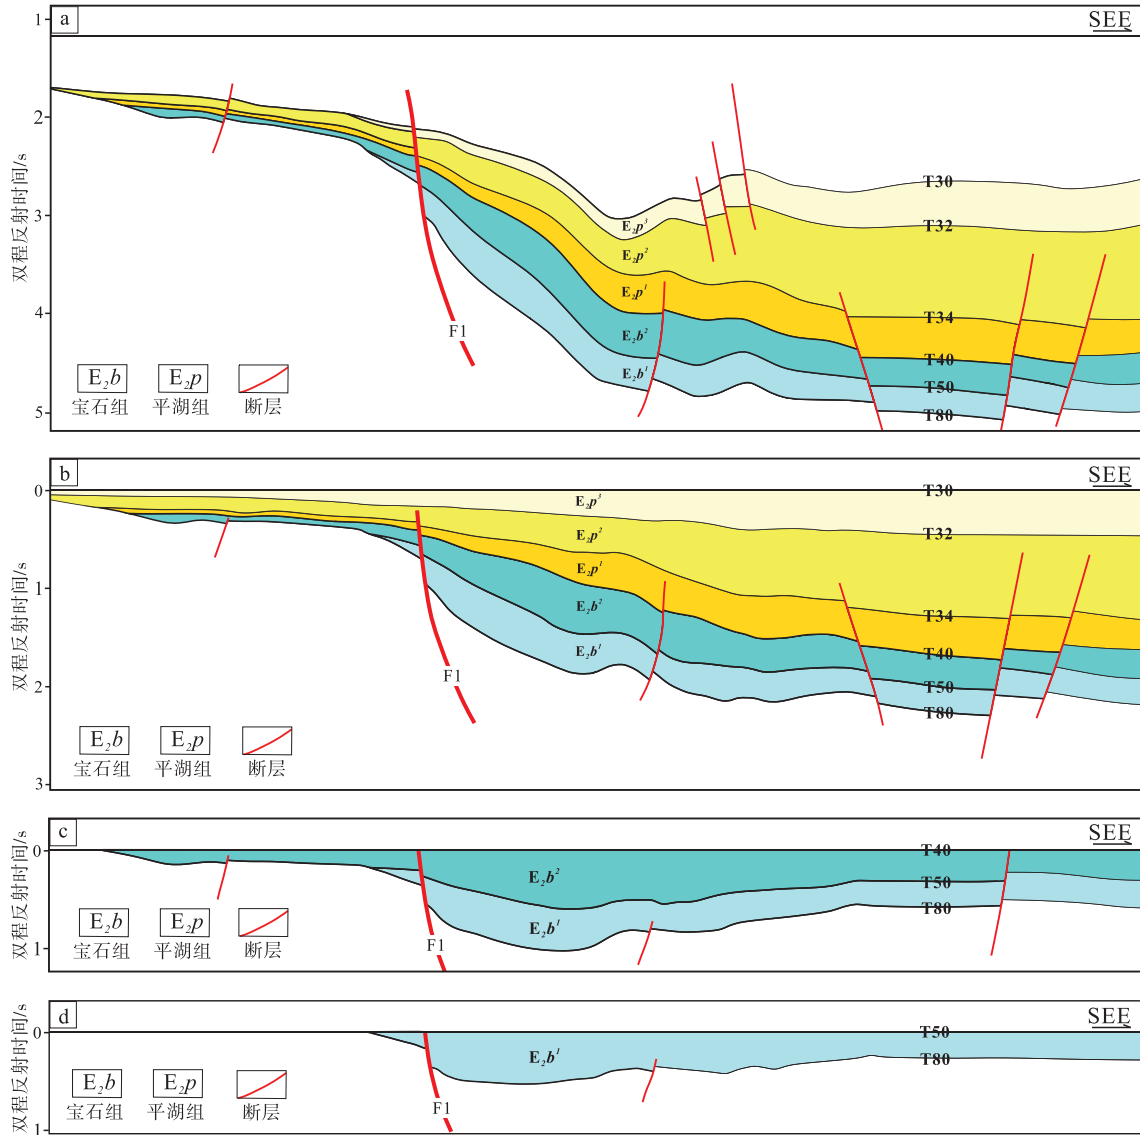 a
SEE
1
2
3
4
5
双程反射时间/s
T30
T32
T34
T40
T50
T80
E₂p³
E₂p²
E₂p¹
E₂b²
E₂b¹
F1
E₂b
E₂p
宝石组
平湖组
断层
b
SEE
0
1
2
3
双程反射时间/s
T30
T32
T34
T40
T50
T80
E₂p³
E₂p²
E₂p¹
E₂b²
E₂b¹
F1
E₂b
E₂p
宝石组
平湖组
断层
c
SEE
0
1
双程反射时间/s
T40
T50
T80
E₂b²
E₂b¹
F1
E₂b
E₂p
宝石组
平湖组
断层
d
SEE
0
1
双程反射时间/s
T50
T80
E₂b¹
F1
E₂b
E₂p
宝石组
平湖组
断层